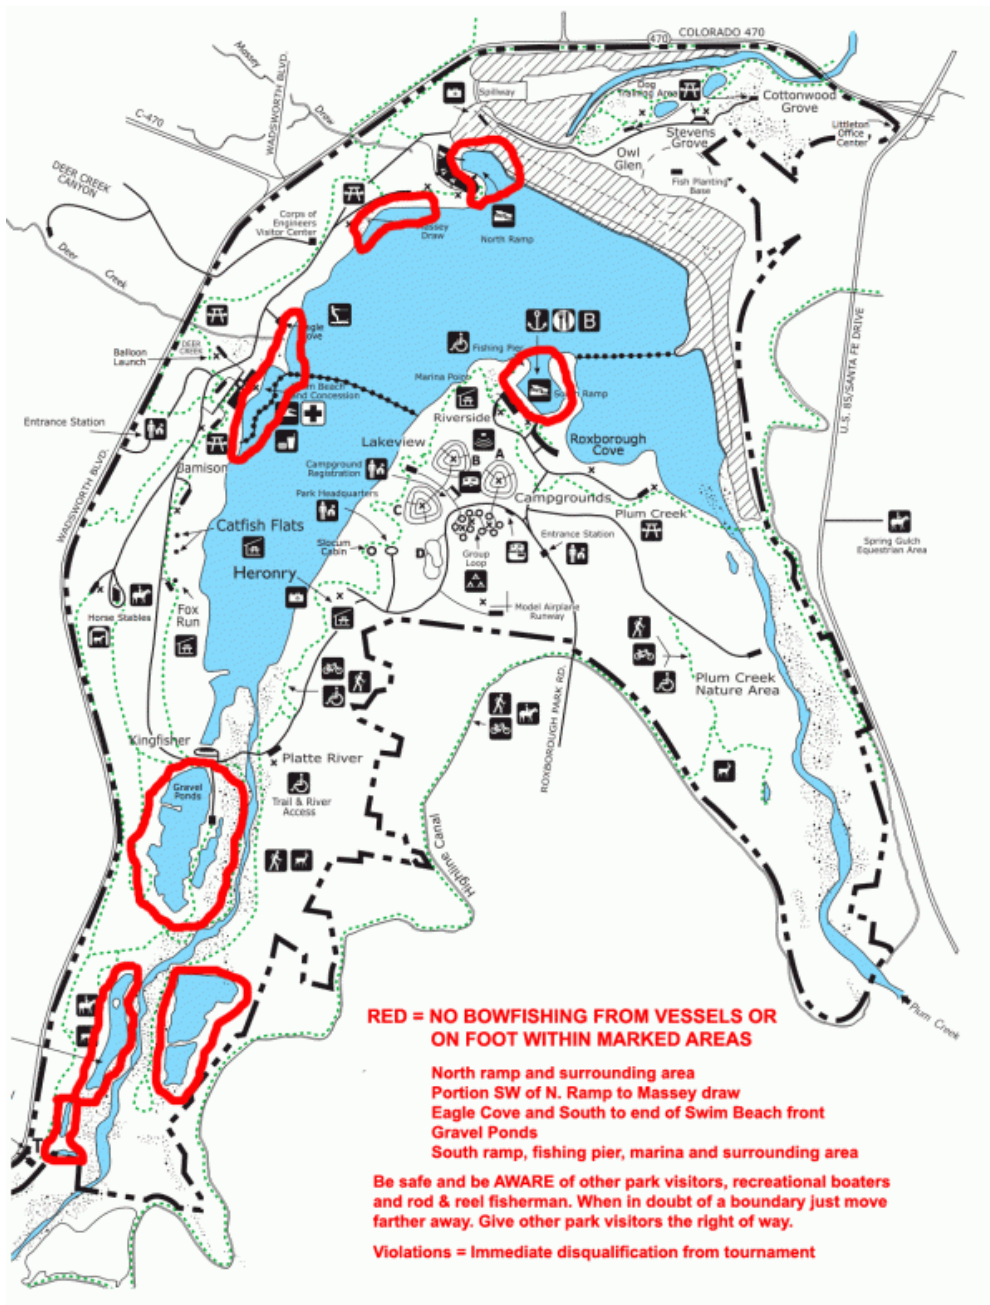 COLORADO 470
470
Massey
Draw
WADSWORTH BLVD.
C-470
Spillway
Dog
Training Area
Cottonwood
Grove
Stevens
Grove
Littleton
Office
Center
Owl
Glen
Fish Planting
Base
DEER CREEK
CANYON
Corps of
Engineers
Visitor Center
Draw
North Ramp
Deer
Creek
DEER
CREEK
Balloon
Launch
B
Fishing Pier
Marina Point
South Ramp
and Concession
Riverside
Entrance Station
Lakeview
Roxborough
Cove
U.S. 85/SANTA FE DRIVE
WADSWORTH BLVD.
Jamison
Campground
Registration
B
A
Park Headquarters
C
Campgrounds
Plum Creek
Catfish Flats
Slocum
Cabin
D
Group
Loop
Entrance Station
Spring Gulch
Equestrian Area
Heronry
Horse Stables
Fox
Run
Model Airplane
Runway
Plum Creek
Nature Area
ROXBOROUGH PARK RD.
Kingfisher
Platte River
Gravel
Ponds
Trail & River
Access
Highline Canal
Plum Creek
RED = NO BOWFISHING FROM VESSELS OR
ON FOOT WITHIN MARKED AREAS
North ramp and surrounding area
Portion SW of N. Ramp to Massey draw
Eagle Cove and South to end of Swim Beach front
Gravel Ponds
South ramp, fishing pier, marina and surrounding area
Be safe and be AWARE of other park visitors, recreational boaters
and rod & reel fisherman. When in doubt of a boundary just move
farther away. Give other park visitors the right of way.
Violations = Immediate disqualification from tournament